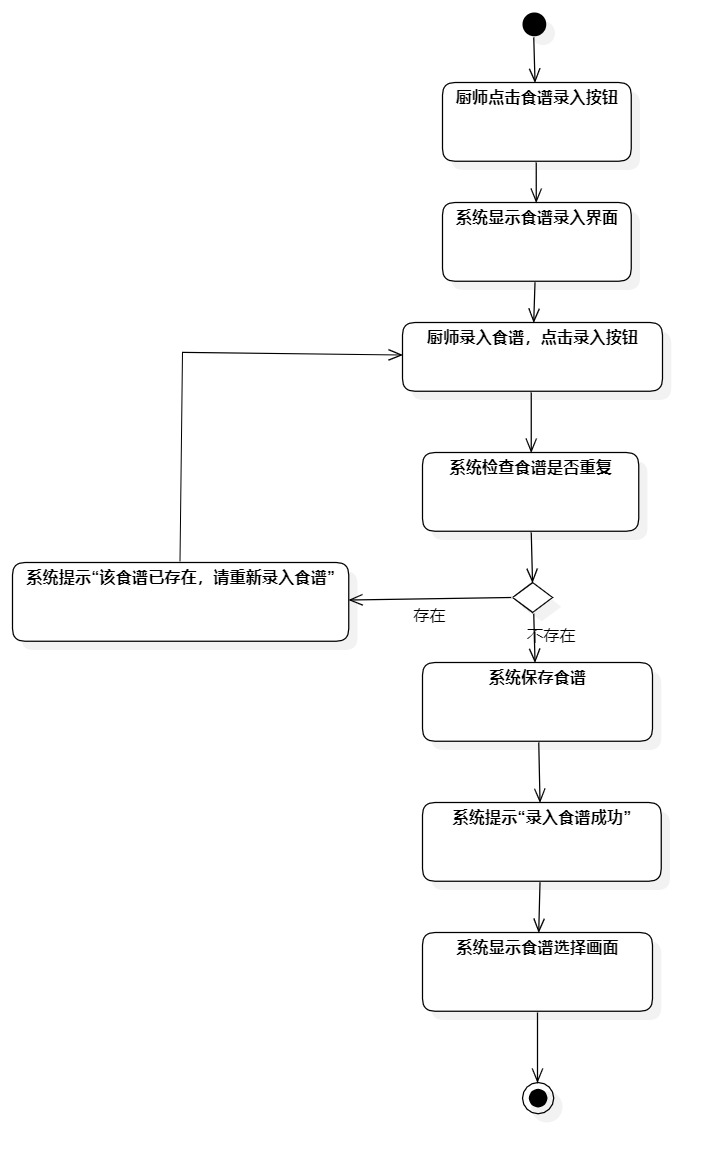 厨师点击食谱录入按钮
系统显示食谱录入界面
厨师录入食谱，点击录入按钮
系统检查食谱是否重复
系统提示“该食谱已存在，请重新录入食谱”
存在
不存在
系统保存食谱
系统提示“录入食谱成功”
系统显示食谱选择画面